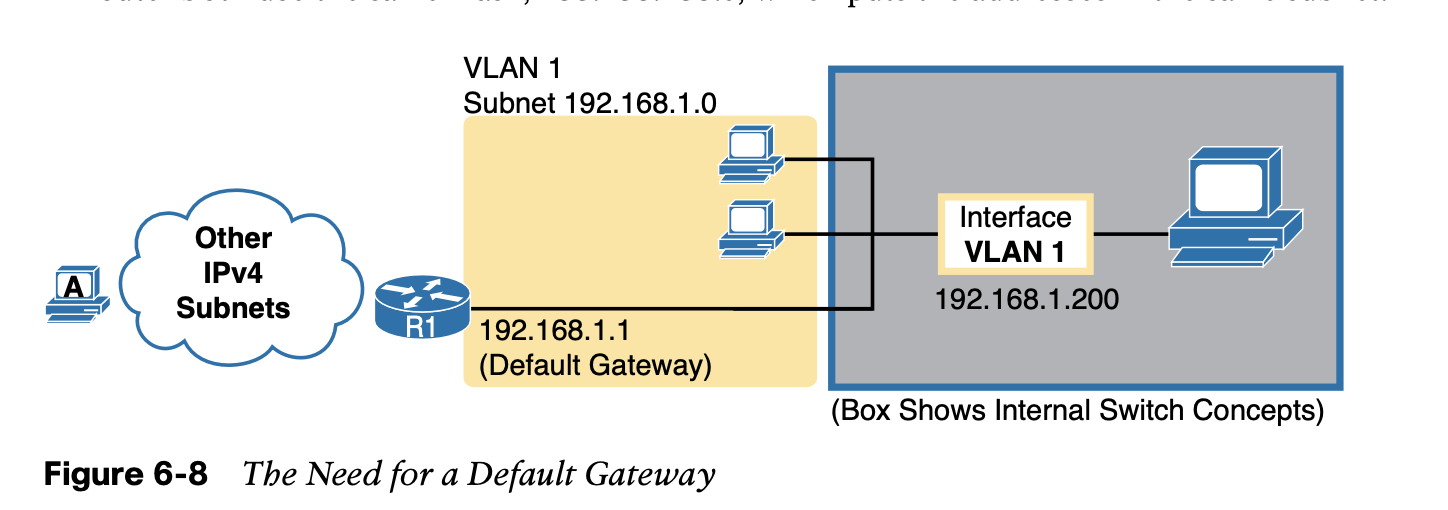 VLAN 1
Subnet 192.168.1.0
Other
IPv4
Subnets
A
R1
192.168.1.1
(Default Gateway)
Interface
VLAN 1
192.168.1.200
(Box Shows Internal Switch Concepts)
Figure 6-8 The Need for a Default Gateway